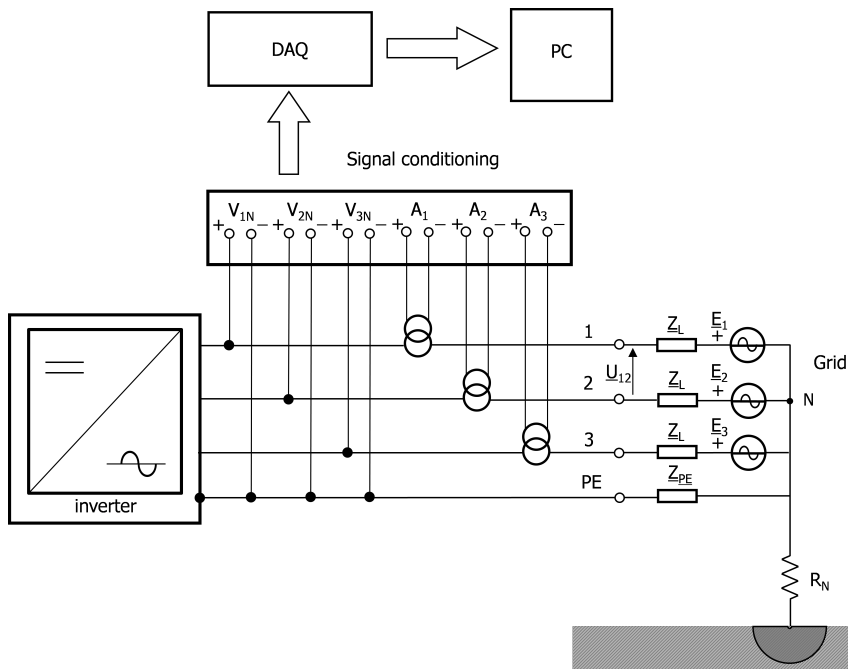 DAQ
PC
Signal conditioning
V1N V2N V3N A1 A2 A3
+ − + − + − + − + − + −
1 ZL E1 +
Grid
U12
2 ZL E2 +
N
3 ZL E3 +
PE ZPE
inverter
RN